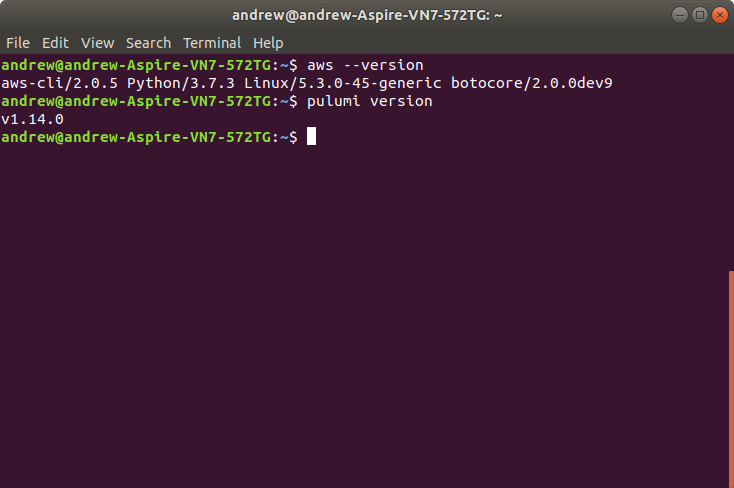 andrew@andrew-Aspire-VN7-572TG: ~
File Edit View Search Terminal Help
andrew@andrew-Aspire-VN7-572TG:~$ aws --version
aws-cli/2.0.5 Python/3.7.3 Linux/5.3.0-45-generic botocore/2.0.0dev9
andrew@andrew-Aspire-VN7-572TG:~$ pulumi version
v1.14.0
andrew@andrew-Aspire-VN7-572TG:~$